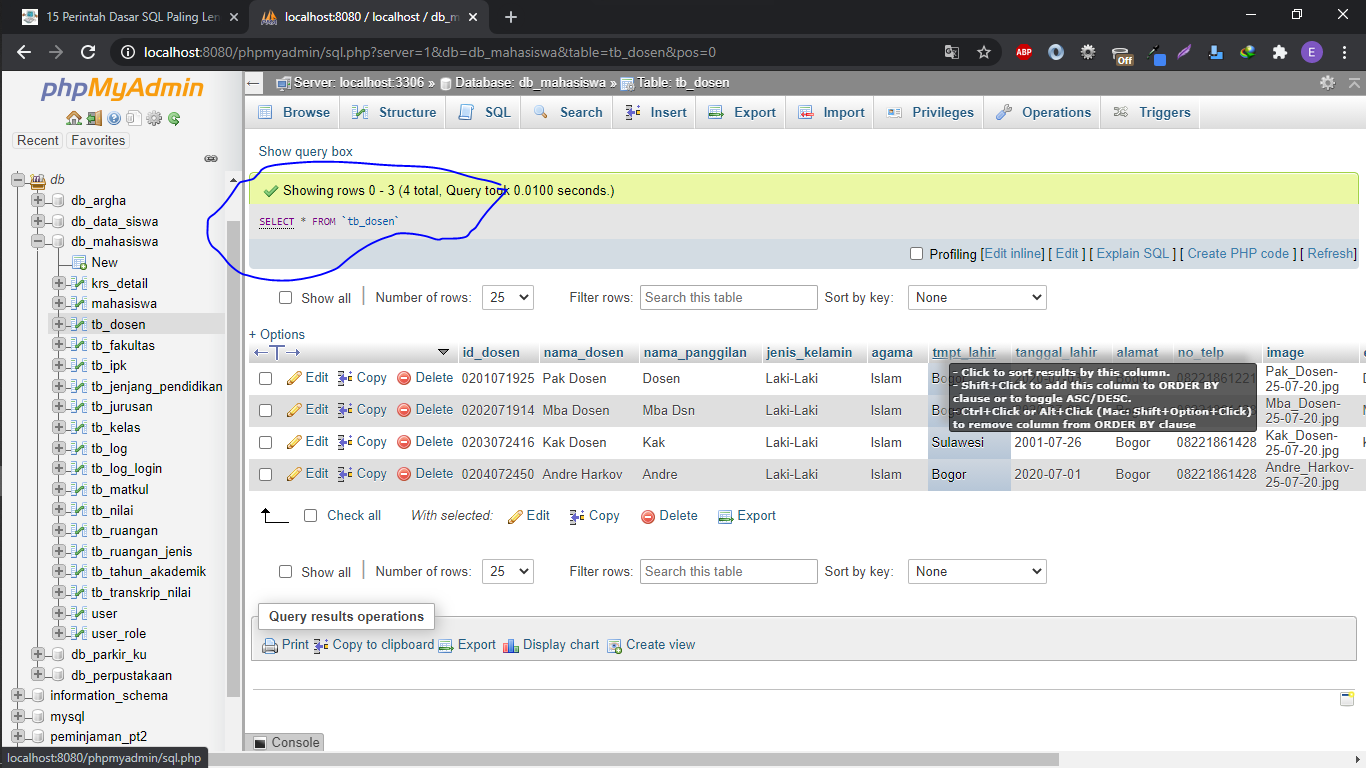 15 Perintah Dasar SQL Paling Len
localhost:8080 / localhost / db_m
localhost:8080/phpmyadmin/sql.php?server=1&db=db_mahasiswa&table=tb_dosen&pos=0
ABP
Off
E
phpMyAdmin
Recent Favorites
db
db_argha
db_data_siswa
db_mahasiswa
New
krs_detail
mahasiswa
tb_dosen
tb_fakultas
tb_ipk
tb_jenjang_pendidikan
tb_jurusan
tb_kelas
tb_log
tb_log_login
tb_matkul
tb_nilai
tb_ruangan
tb_ruangan_jenis
tb_tahun_akademik
tb_transkrip_nilai
user
user_role
db_parkir_ku
db_perpustakaan
information_schema
mysql
peminjaman_pt2
localhost:8080/phpmyadmin/sql.php
Server: localhost:3306 » Database: db_mahasiswa » Table: tb_dosen
Browse Structure SQL Search Insert Export Import Privileges Operations Triggers
Show query box
Showing rows 0 - 3 (4 total, Query took 0.0100 seconds.)
SELECT * FROM `tb_dosen`
Profiling [Edit inline] [ Edit ] [ Explain SQL ] [ Create PHP code ] [ Refresh]
Show all | Number of rows: 25 Filter rows: Search this table Sort by key: None
+ Options
←T→ id_dosen nama_dosen nama_panggilan jenis_kelamin agama tmpt_lahir tanggal_lahir alamat no_telp image
Edit Copy Delete 0201071925 Pak Dosen Dosen Laki-Laki Islam Pak_Dosen-25-07-20.jpg
Edit Copy Delete 0202071914 Mba Dosen Mba Dsn Laki-Laki Islam Mba_Dosen-25-07-20.jpg
Edit Copy Delete 0203072416 Kak Dosen Kak Laki-Laki Islam Sulawesi 2001-07-26 Bogor 08221861428 Kak_Dosen-25-07-20.jpg
Edit Copy Delete 0204072450 Andre Harkov Andre Laki-Laki Islam Bogor 2020-07-01 Bogor 08221861428 Andre_Harkov-25-07-20.jpg
- Click to sort results by this column.
- Shift+Click to add this column to ORDER BY
clause or to toggle ASC/DESC.
- Ctrl+Click or Alt+Click (Mac: Shift+Option+Click)
to remove column from ORDER BY clause
Check all With selected: Edit Copy Delete Export
Show all | Number of rows: 25 Filter rows: Search this table Sort by key: None
Query results operations
Print Copy to clipboard Export Display chart Create view
Console